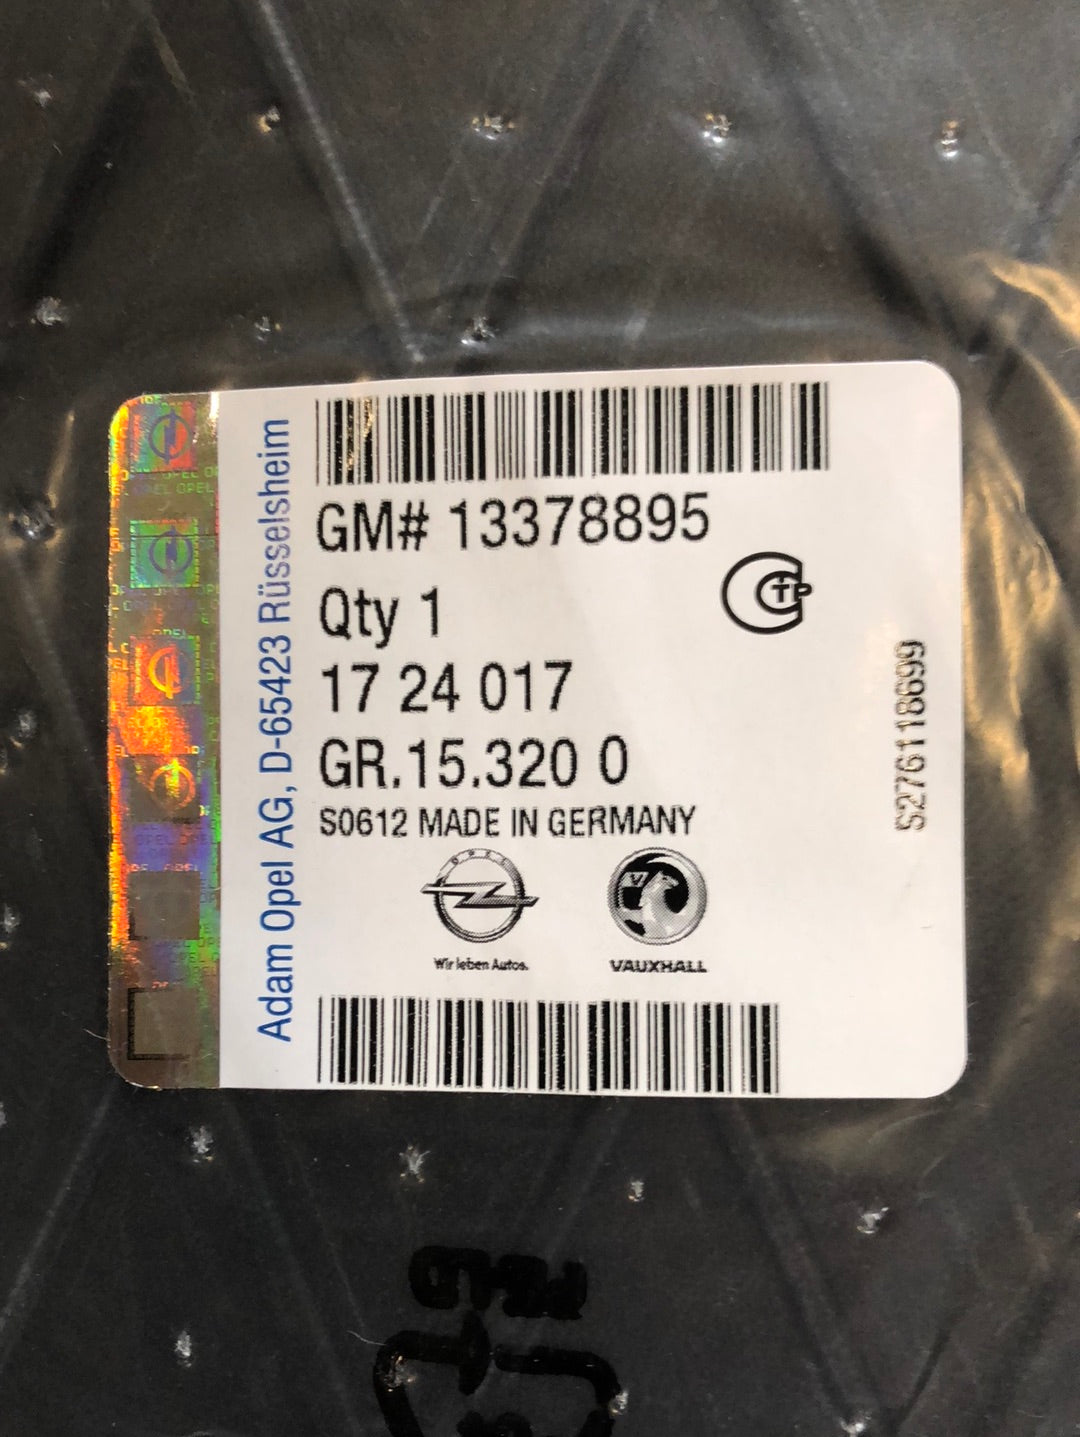 Adam Opel AG, D-65423 Rüsselsheim
GM# 13378895
Qty 1
17 24 017
GR.15.320 0
S0612 MADE IN GERMANY
OPEL
Wir leben Autos.
VAUXHALL
S276118699